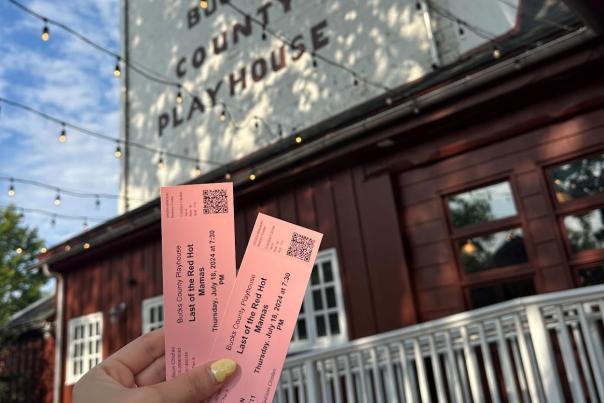 BUCKS
COUNTY
PLAYHOUSE
Bucks County Playhouse
Last of the Red Hot
Mamas
Thursday, July 18, 2024 at 7:30
PM
Bucks County Playhouse
Last of the Red Hot
Mamas
Thursday, July 18, 2024 at 7:30
PM